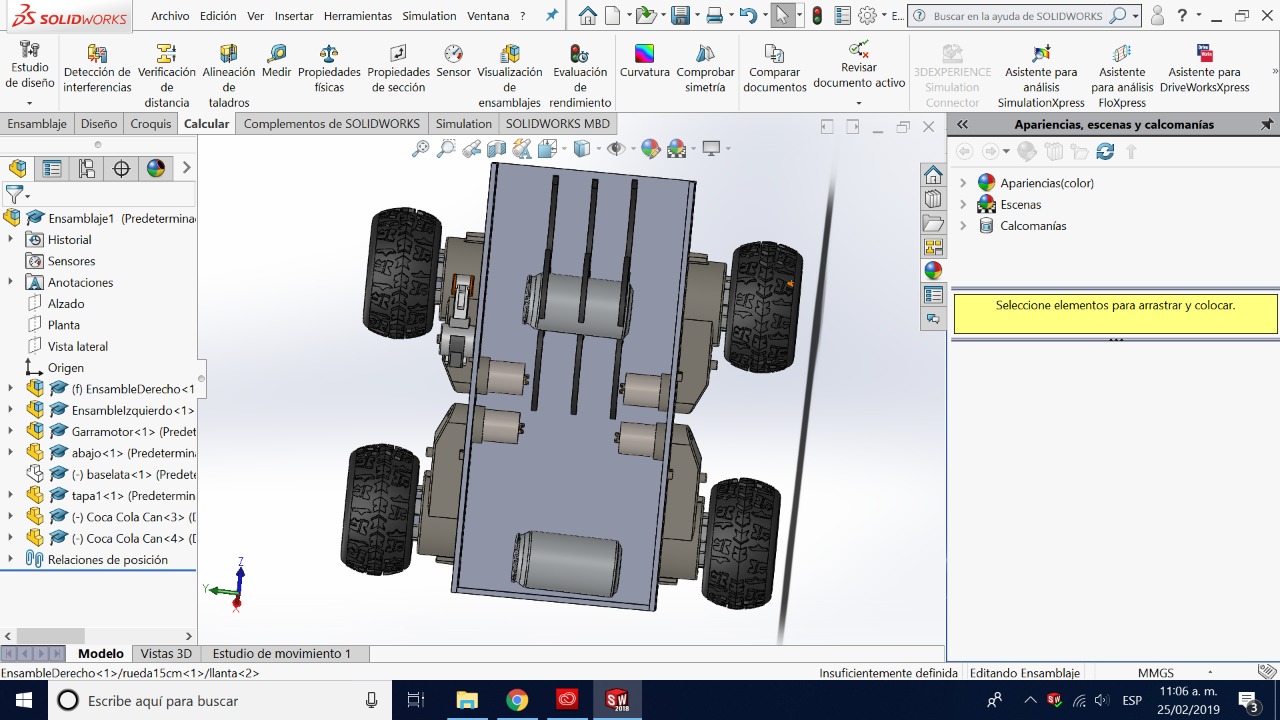 SOLIDWORKS
Archivo Edición Ver Insertar Herramientas Simulation Ventana ?
E...
Buscar en la ayuda de SOLIDWORKS
?
Estudio de diseño
Detección de interferencias
Verificación de distancia
Alineación de taladros
Medir
Propiedades físicas
Propiedades de sección
Sensor
Visualización de ensamblajes
Evaluación de rendimiento
Curvatura
Comprobar simetría
Comparar documentos
Revisar documento activo
3DEXPERIENCE Simulation Connector
Asistente para análisis SimulationXpress
Asistente para análisis FloXpress
Asistente para DriveWorksXpress
Ensamblaje Diseño Croquis Calcular Complementos de SOLIDWORKS Simulation SOLIDWORKS MBD
Apariencias, escenas y calcomanías
Apariencias(color)
Escenas
Calcomanías
Seleccione elementos para arrastrar y colocar.
Ensamblaje1 (Predetermina
Historial
Sensores
Anotaciones
Alzado
Planta
Vista lateral
Origen
(f) EnsambleDerecho<1
EnsambleIzquierdo<1>
Garramotor<1> (Predet
abajo<1> (Predetermina
(-) baselata<1> (Predete
tapa1<1> (Predetermin
(-) Coca Cola Can<3> (D
(-) Coca Cola Can<4> (D
Relaciones de posición
Z
Y
X
Modelo Vistas 3D Estudio de movimiento 1
EnsambleDerecho<1>/rueda15cm<1>/llanta<2> Insuficientemente definida Editando Ensamblaje MMGS
Escribe aquí para buscar
SW
2018
ESP
11:06 a. m.
25/02/2019
3